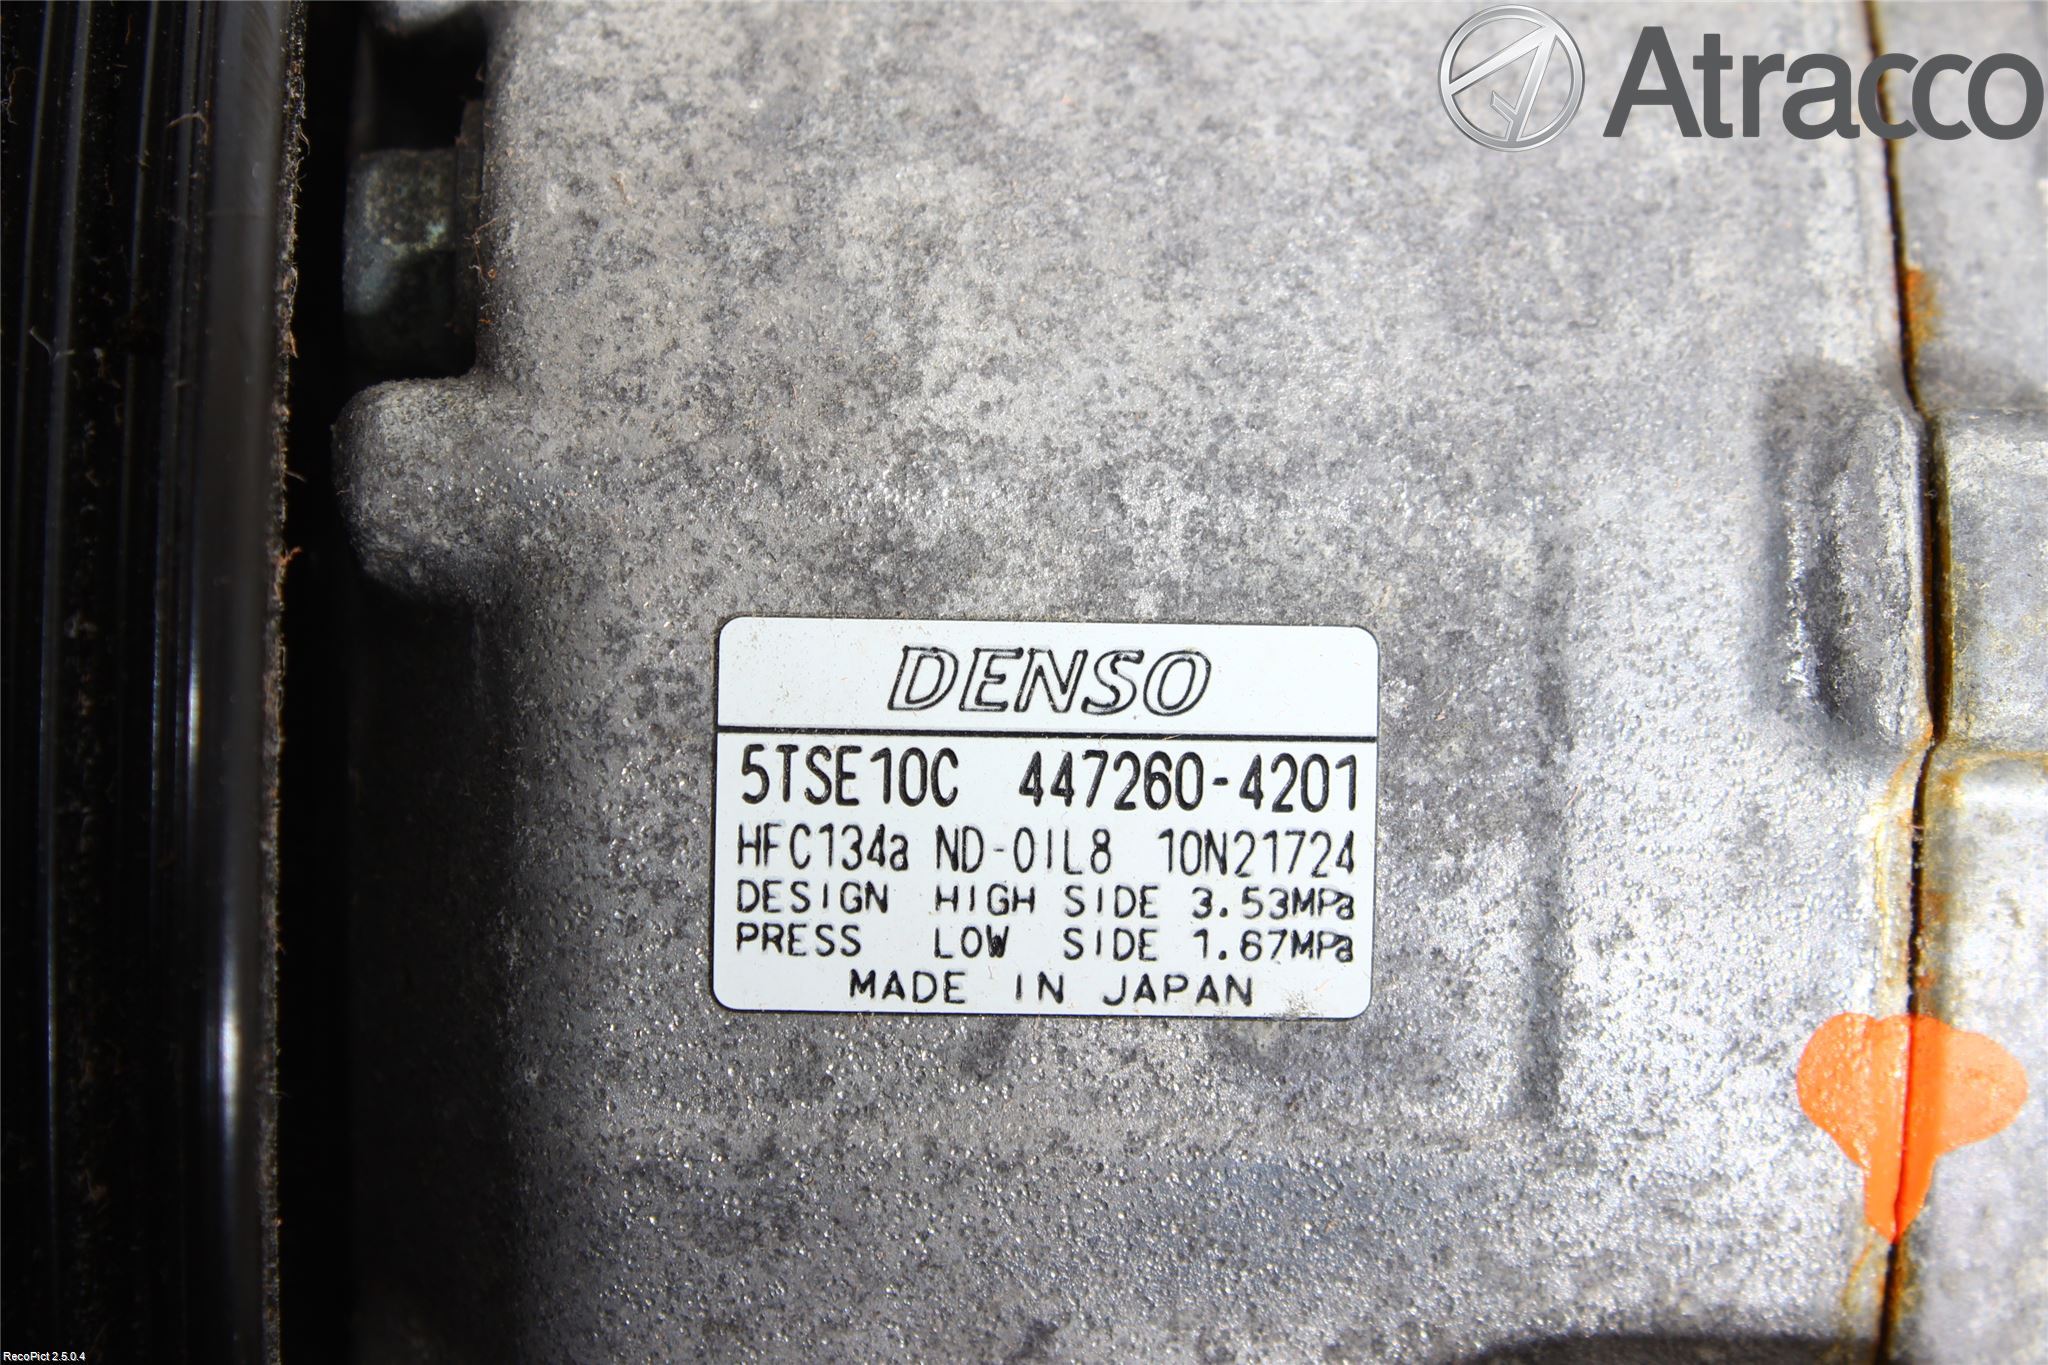 Atracco
DENSO
5TSE10C 447260-4201
HFC134a ND-OIL8 10N21724
DESIGN HIGH SIDE 3.53MPa
PRESS LOW SIDE 1.67MPa
MADE IN JAPAN
RecoPict 2.5.0.4